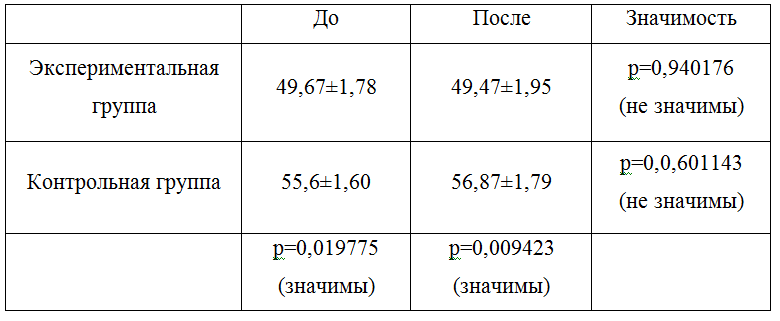 До После Значимость
Экспериментальная
группа
49,67±1,78 49,47±1,95
p=0,940176
(не значимы)
Контрольная группа 55,6±1,60 56,87±1,79
p=0,0,601143
(не значимы)
p=0,019775 p=0,009423
(значимы) (значимы)